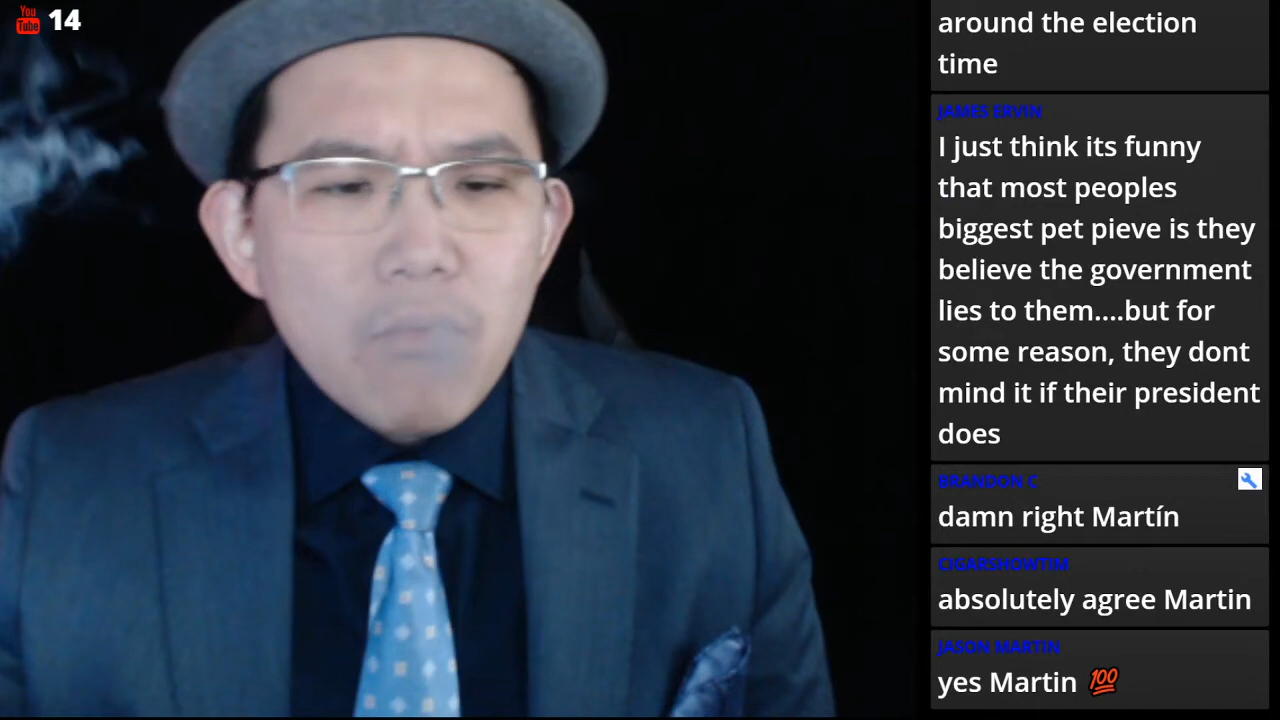 You
Tube
14
around the election
time
JAMES ERVIN
I just think its funny
that most peoples
biggest pet pieve is they
believe the government
lies to them....but for
some reason, they dont
mind it if their president
does
BRANDON C
damn right Martín
CIGARSHOWTIM
absolutely agree Martin
JASON MARTIN
yes Martin 💯